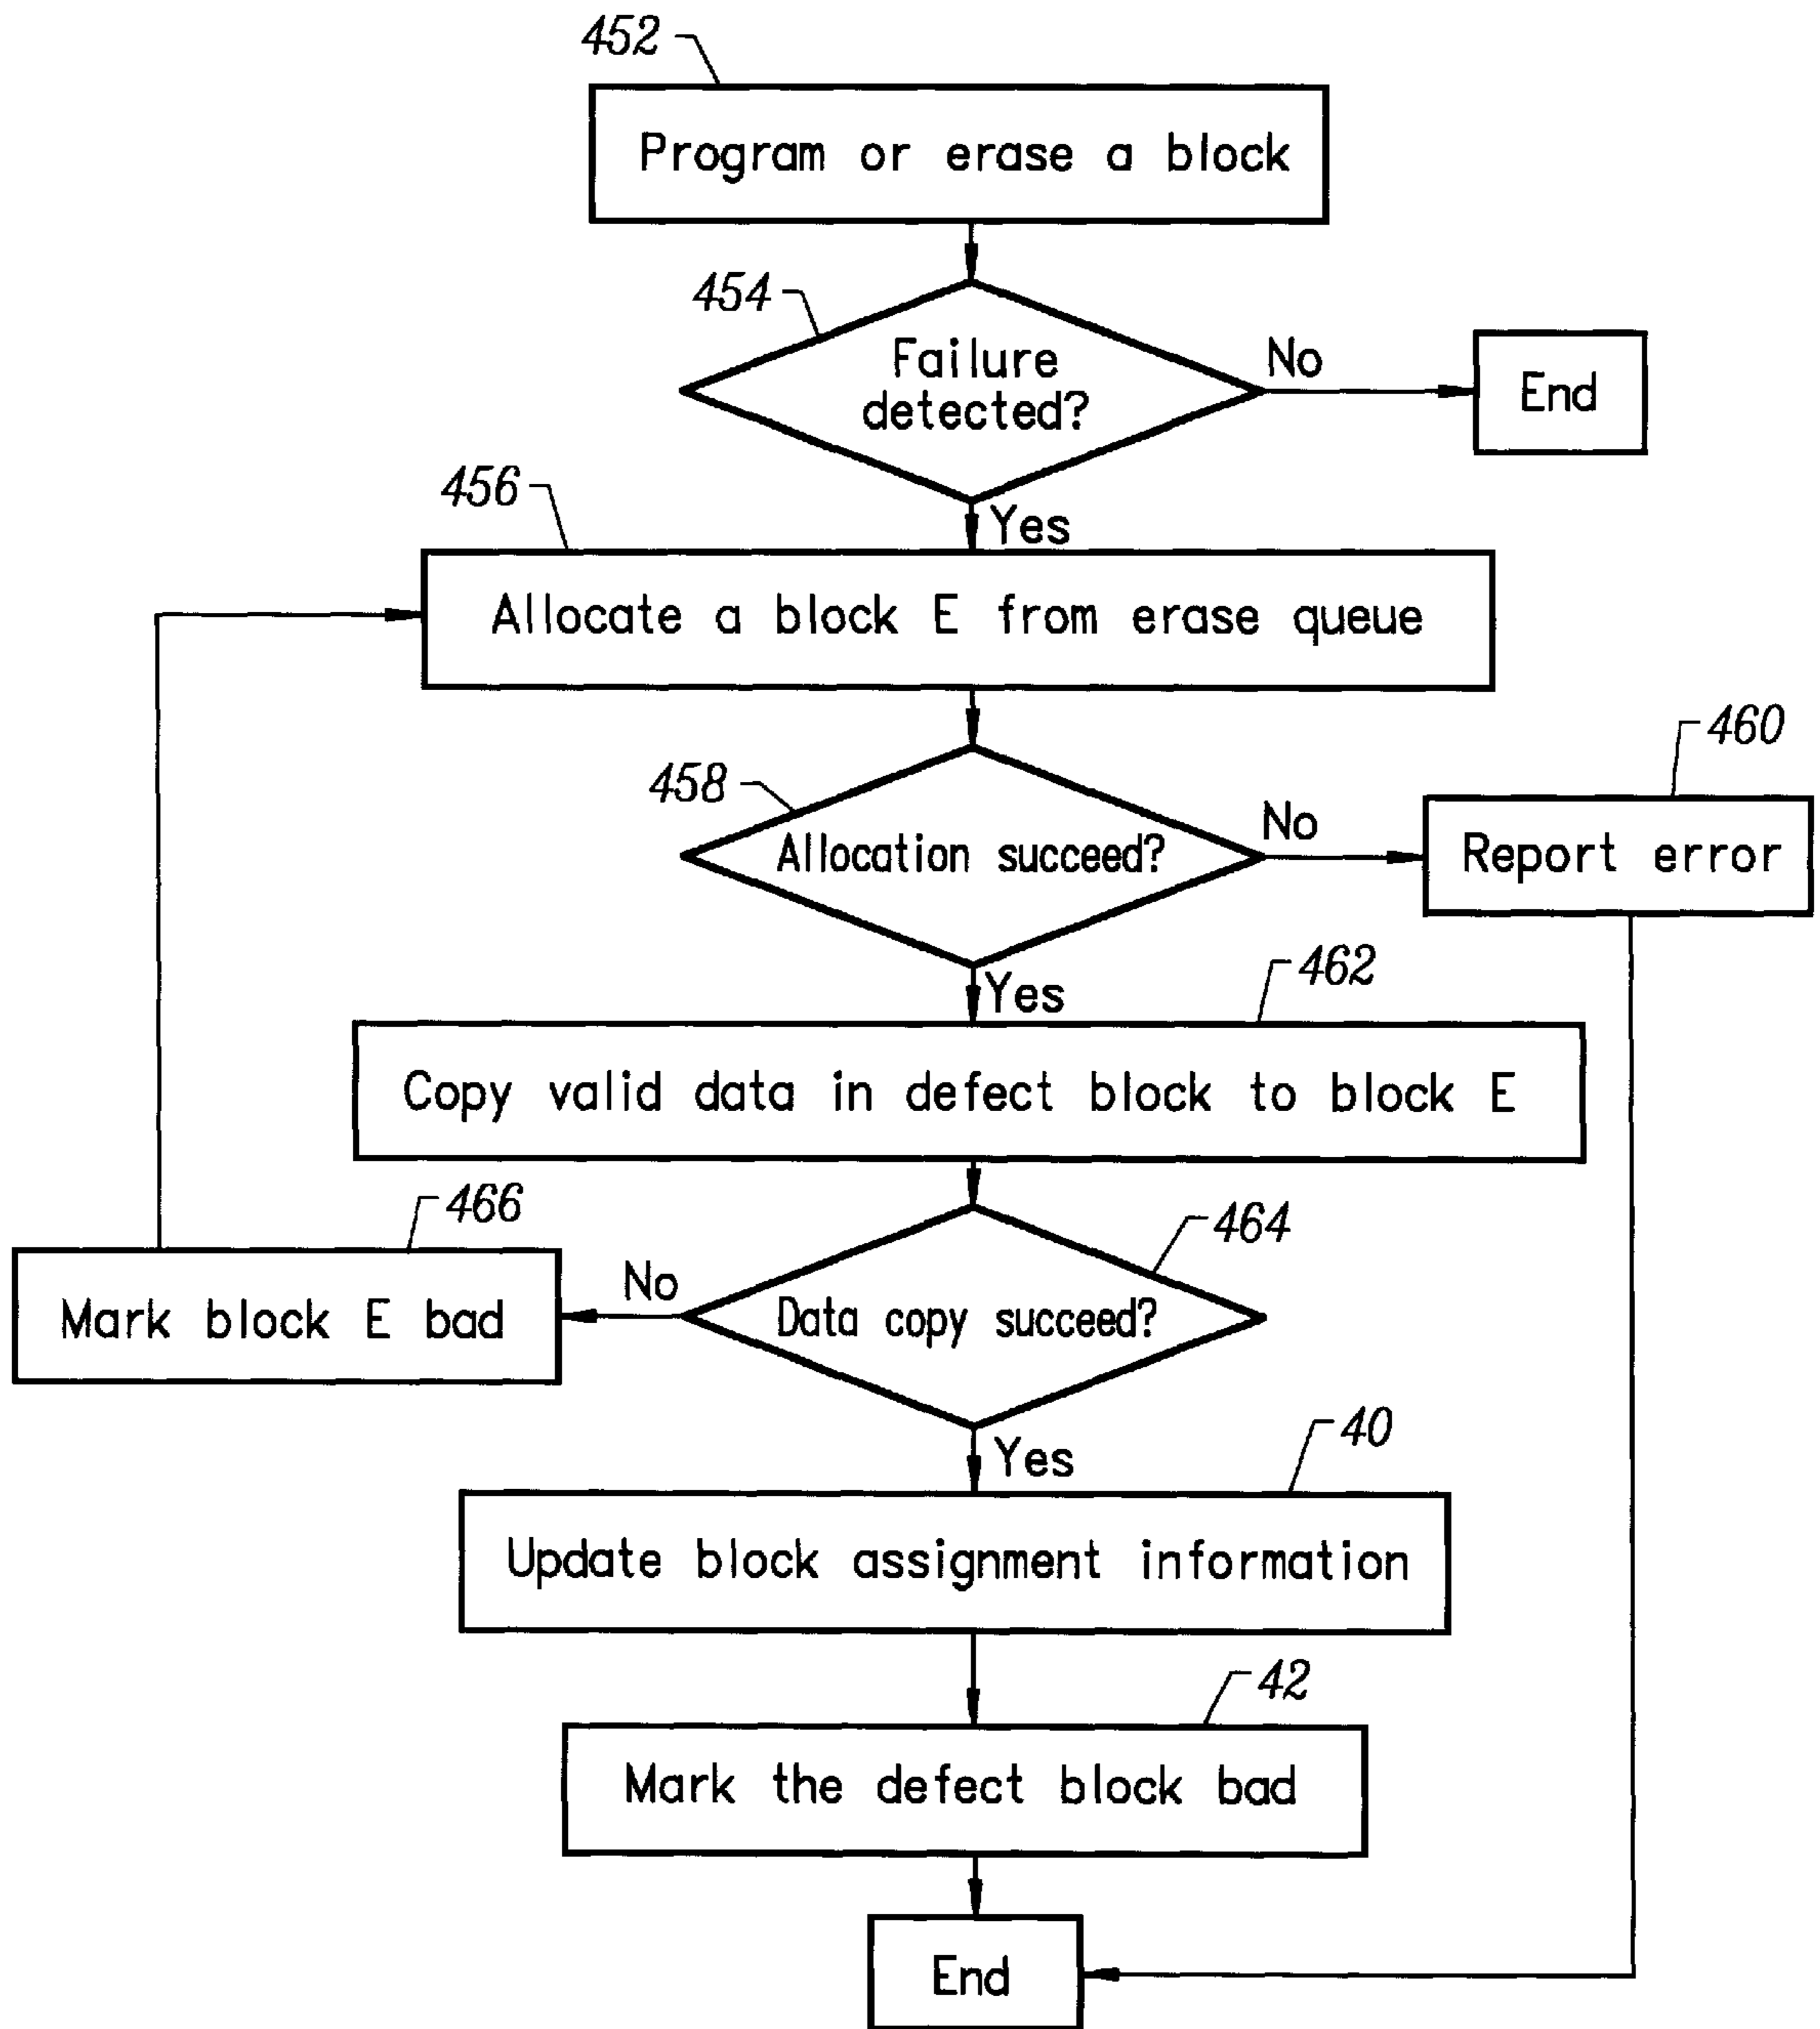 452
Program or erase a block
454
Failure
detected?
No
End
Yes
456
Allocate a block E from erase queue
458
Allocation succeed?
No
460
Report error
Yes
462
Copy valid data in defect block to block E
464
Data copy succeed?
No
466
Mark block E bad
Yes
40
Update block assignment information
42
Mark the defect block bad
End